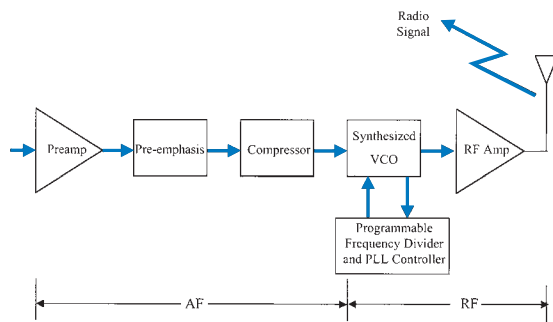 Radio
Signal
Preamp
Pre-emphasis
Compressor
Synthesized
VCO
RF Amp
Programmable
Frequency Divider
and PLL Controller
AF
RF